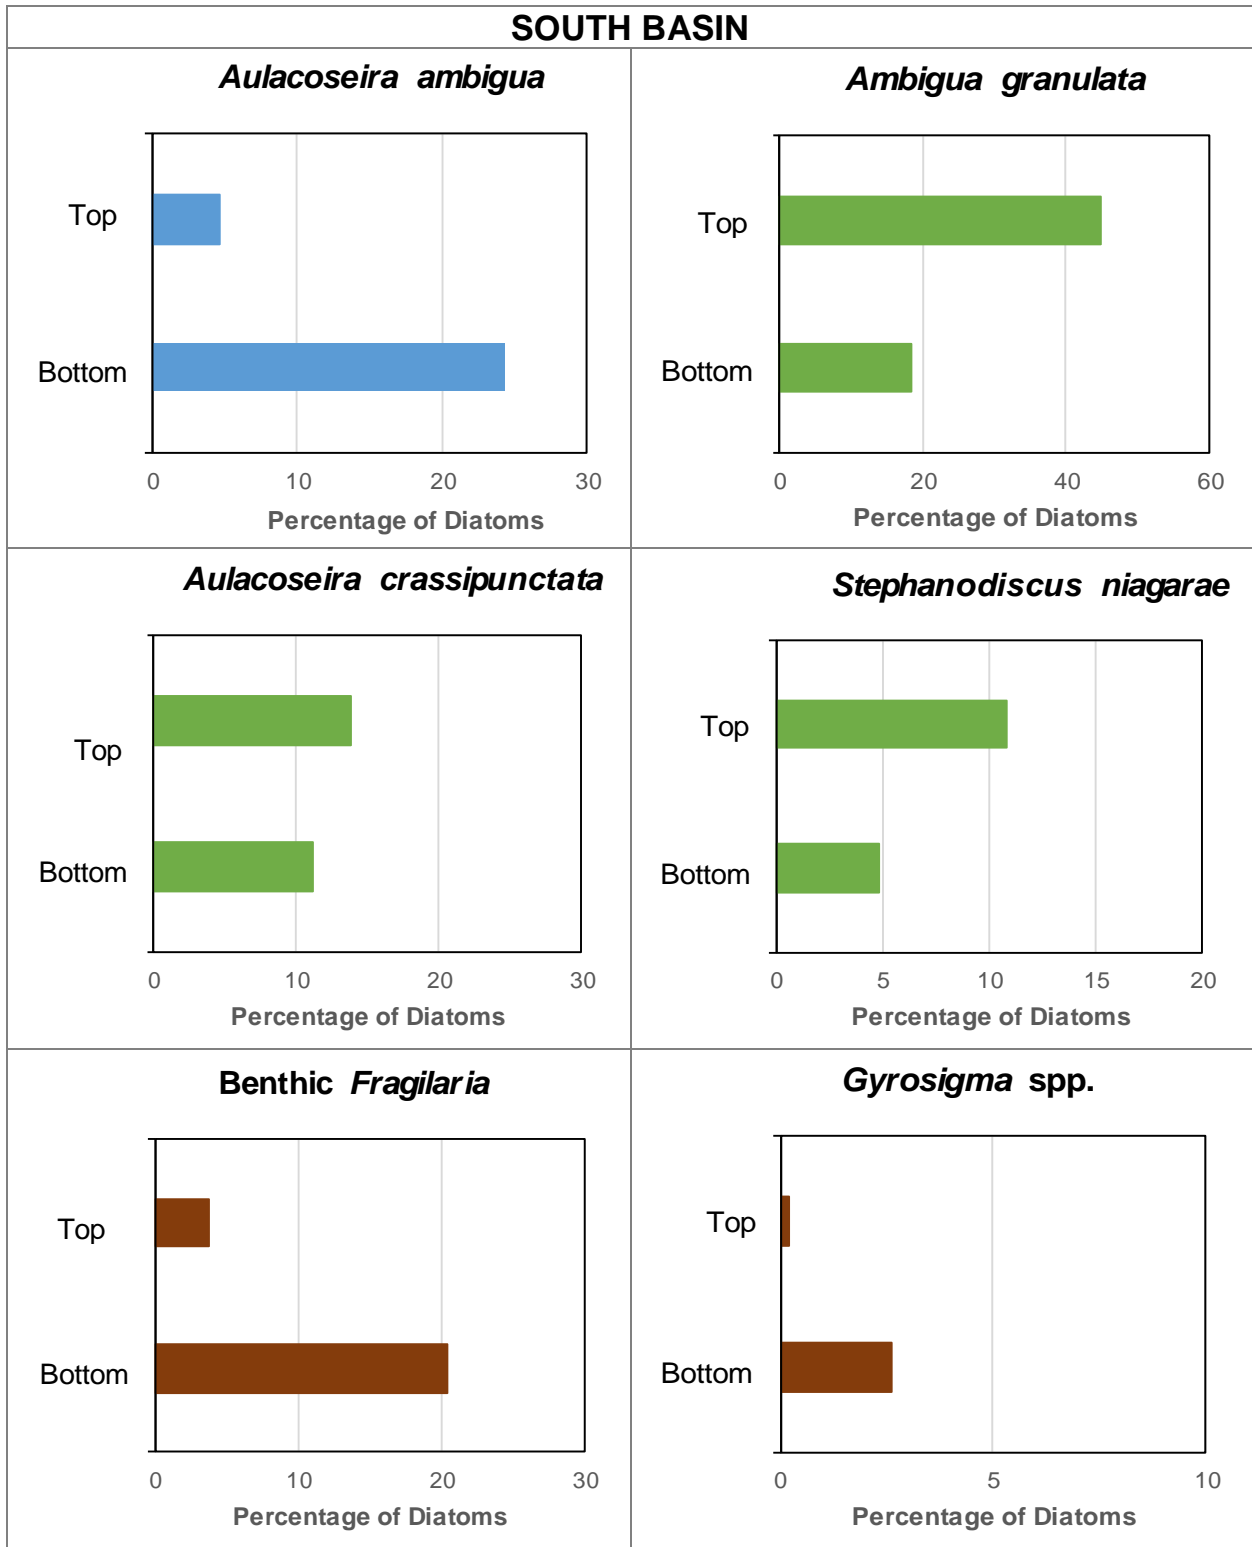 SOUTH BASIN
Aulacoseira ambigua
Top
Bottom
0 10 20 30
Percentage of Diatoms
Ambigua granulata
Top
Bottom
0 20 40 60
Percentage of Diatoms
Aulacoseira crassipunctata
Top
Bottom
0 10 20 30
Percentage of Diatoms
Stephanodiscus niagarae
Top
Bottom
0 5 10 15 20
Percentage of Diatoms
Benthic Fragilaria
Top
Bottom
0 10 20 30
Percentage of Diatoms
Gyrosigma spp.
Top
Bottom
0 5 10
Percentage of Diatoms